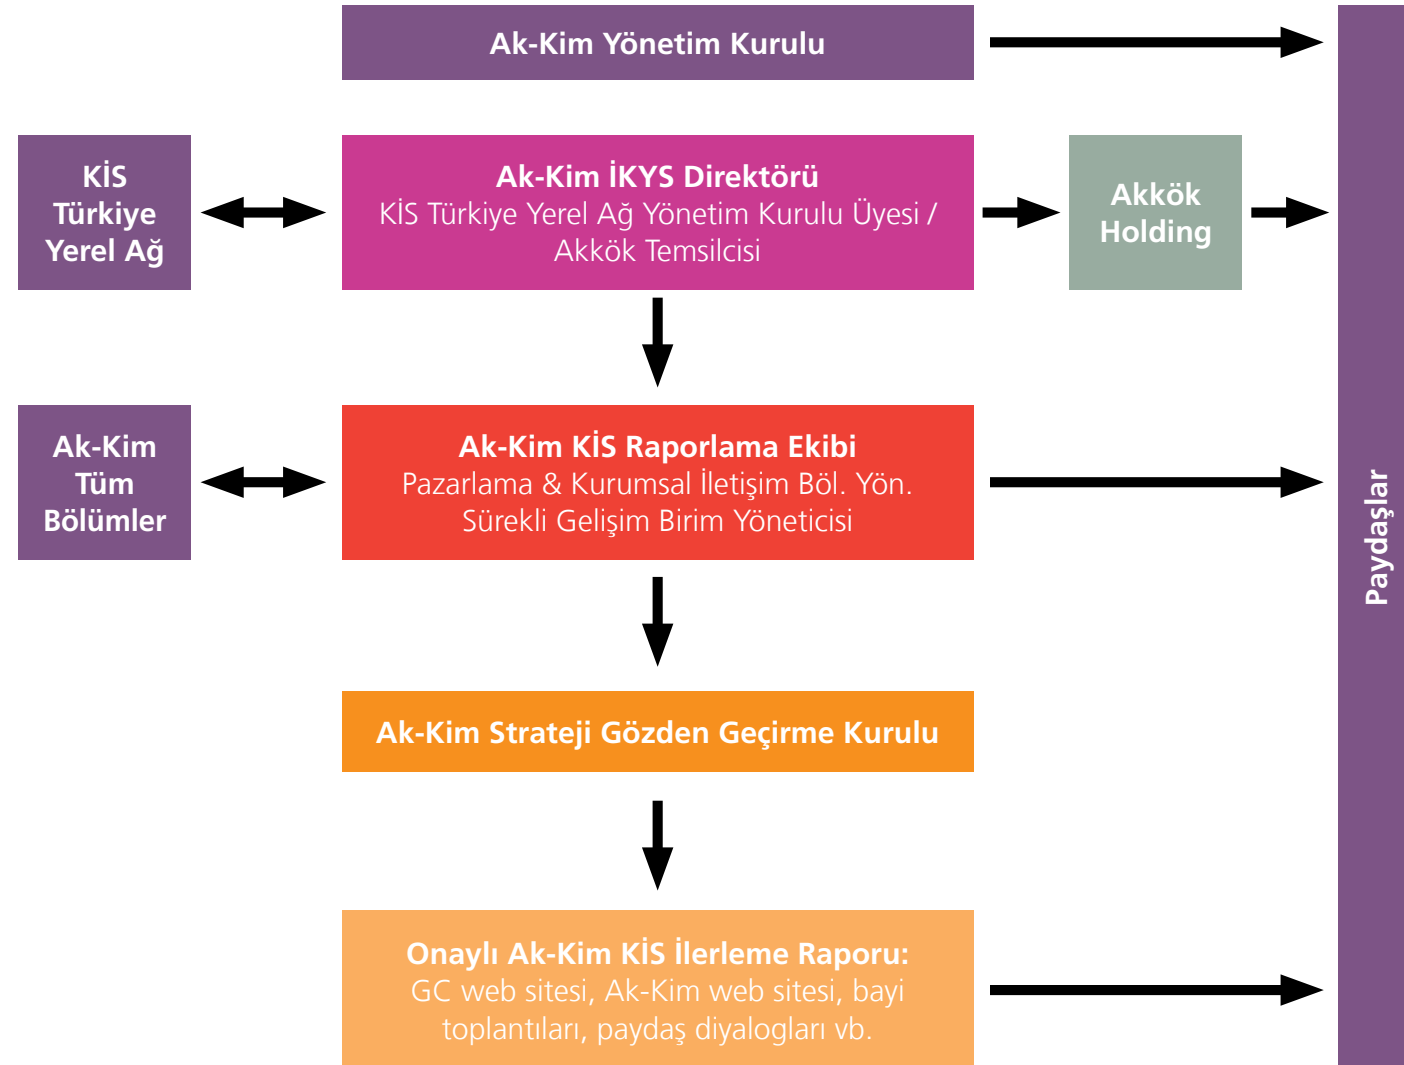 Ak-Kim Yönetim Kurulu
KİS
Türkiye
Yerel Ağ
Ak-Kim İKYS Direktörü
KİS Türkiye Yerel Ağ Yönetim Kurulu Üyesi /
Akkök Temsilcisi
Akkök
Holding
Ak-Kim
Tüm
Bölümler
Ak-Kim KİS Raporlama Ekibi
Pazarlama & Kurumsal İletişim Böl. Yön.
Sürekli Gelişim Birim Yöneticisi
Paydaşlar
Ak-Kim Strateji Gözden Geçirme Kurulu
Onaylı Ak-Kim KİS İlerleme Raporu:
GC web sitesi, Ak-Kim web sitesi, bayi
toplantıları, paydaş diyalogları vb.